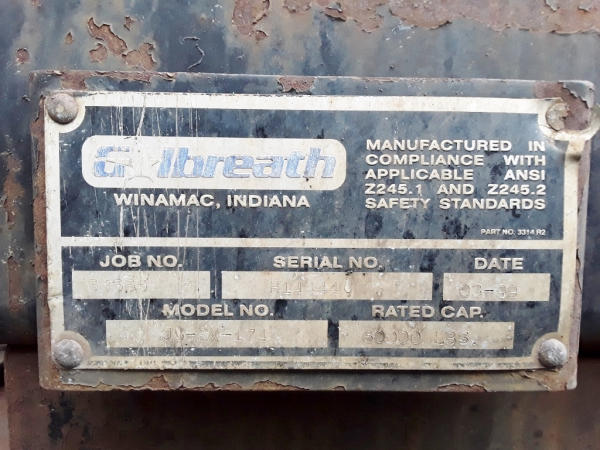 Galbreath
WINAMAC, INDIANA
MANUFACTURED IN
COMPLIANCE WITH
APPLICABLE ANSI
Z245.1 AND Z245.2
SAFETY STANDARDS
PART NO. 3314 R2
JOB NO.
SERIAL NO.
DATE
MODEL NO.
RATED CAP.
60000 LBS.